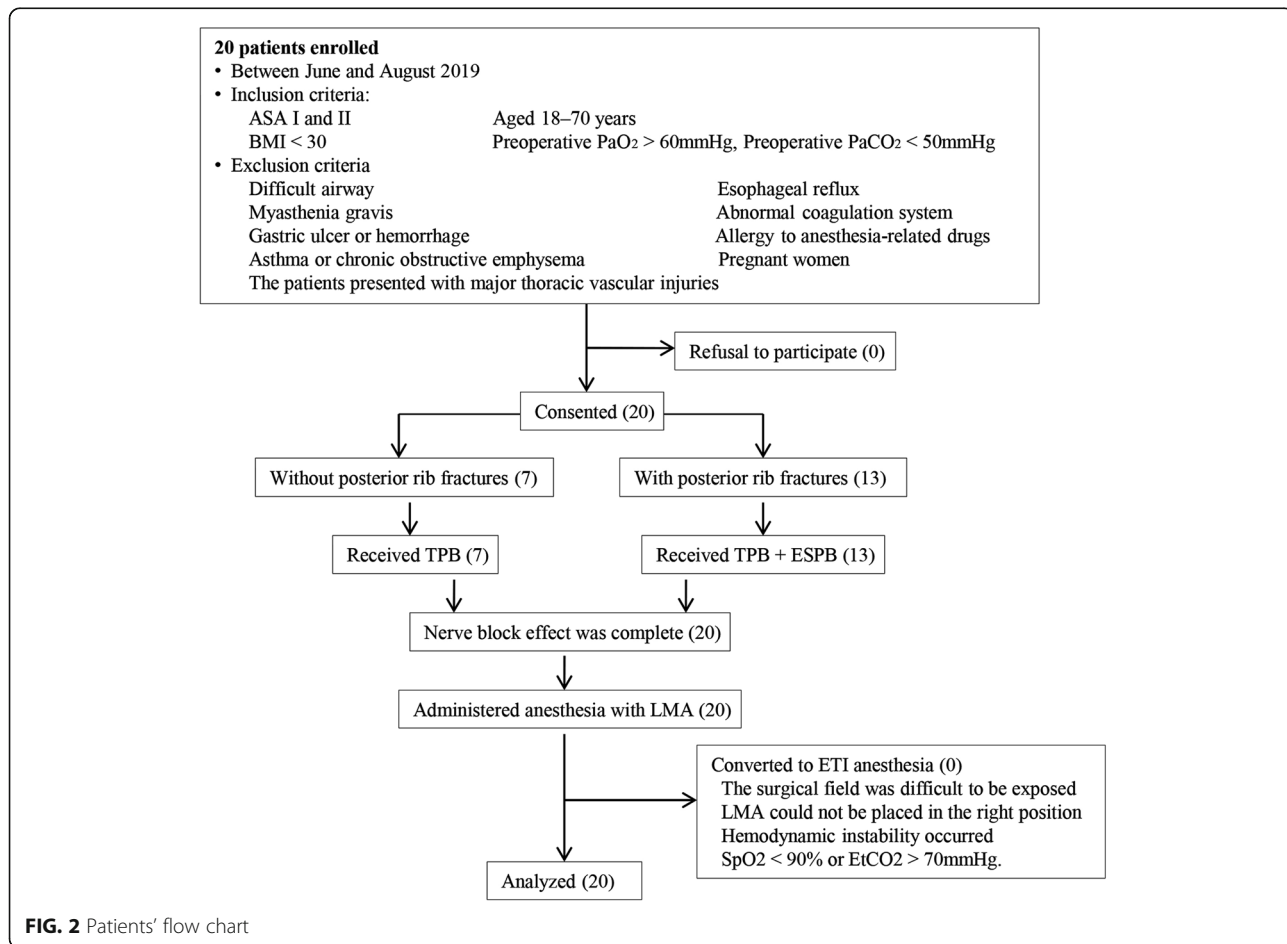 20 patients enrolled
• Between June and August 2019
• Inclusion criteria:
ASA I and II Aged 18–70 years
BMI < 30 Preoperative PaO2 > 60mmHg, Preoperative PaCO2 < 50mmHg
• Exclusion criteria
Difficult airway Esophageal reflux
Myasthenia gravis Abnormal coagulation system
Gastric ulcer or hemorrhage Allergy to anesthesia-related drugs
Asthma or chronic obstructive emphysema Pregnant women
The patients presented with major thoracic vascular injuries
Refusal to participate (0)
Consented (20)
Without posterior rib fractures (7) With posterior rib fractures (13)
Received TPB (7) Received TPB + ESPB (13)
Nerve block effect was complete (20)
Administered anesthesia with LMA (20)
Converted to ETI anesthesia (0)
The surgical field was difficult to be exposed
LMA could not be placed in the right position
Hemodynamic instability occurred
SpO2 < 90% or EtCO2 > 70mmHg.
Analyzed (20)
FIG. 2 Patients' flow chart